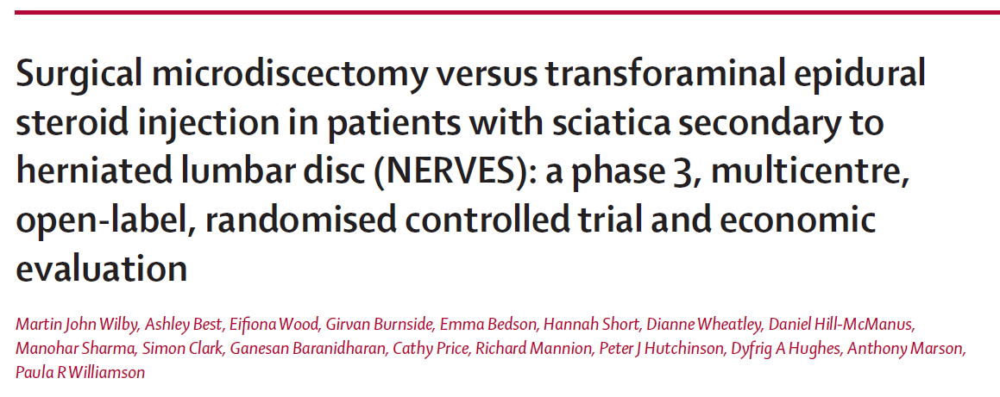 Surgical microdiscectomy versus transforaminal epidural
steroid injection in patients with sciatica secondary to
herniated lumbar disc (NERVES): a phase 3, multicentre,
open-label, randomised controlled trial and economic
evaluation
Martin John Wilby, Ashley Best, Eifiona Wood, Girvan Burnside, Emma Bedson, Hannah Short, Dianne Wheatley, Daniel Hill-McManus,
Manohar Sharma, Simon Clark, Ganesan Baranidharan, Cathy Price, Richard Mannion, Peter J Hutchinson, Dyfrig A Hughes, Anthony Marson,
Paula R Williamson